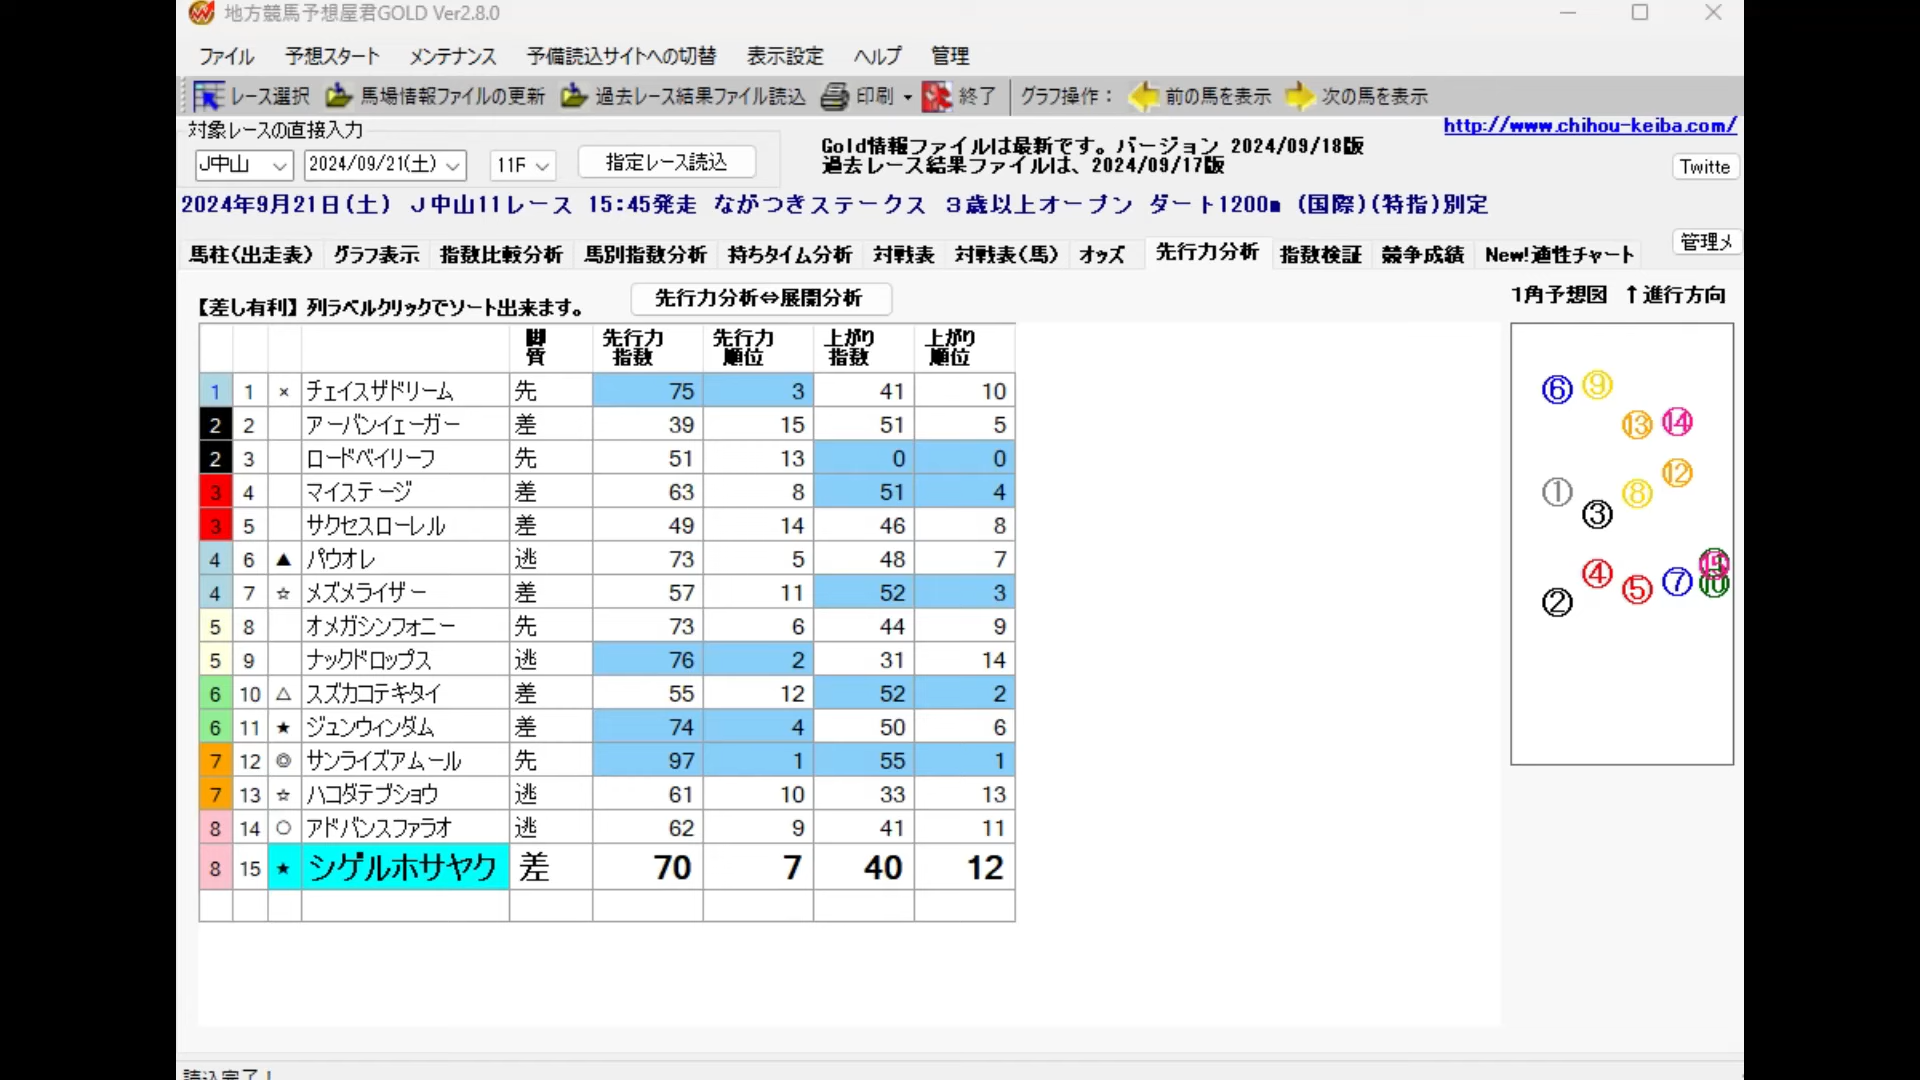 地方競馬予想屋君GOLD Ver2.8.0
ファイル 予想スタート メンテナンス 予備読込サイトへの切替 表示設定 ヘルプ 管理
レース選択 馬場情報ファイルの更新 過去レース結果ファイル読込 印刷 終了 グラフ操作： 前の馬を表示 次の馬を表示
対象レースの直接入力
http://www.chihou-keiba.com/
J中山 2024/09/21(土) 11F 指定レース読込
Gold情報ファイルは最新です。バージョン 2024/09/18版
過去レース結果ファイルは、2024/09/17版
Twitte
2024年9月21日(土) J中山11レース 15:45発走 ながつきステークス 3歳以上オープン ダート1200m (国際)(特指)別定
管理メ
馬柱(出走表) グラフ表示 指数比較分析 馬別指数分析 持ちタイム分析 対戦表 対戦表(馬) オッズ 先行力分析 指数検証 競争成績 New!適性チャート
【差し有利】列ラベルクリックでソート出来ます。 先行力分析⇔展開分析
1角予想図 ↑進行方向
脚質 先行力指数 先行力順位 上がり指数 上がり順位
1 1 × チェイスザドリーム 先 75 3 41 10
2 2 アーバンイェーガー 差 39 15 51 5
2 3 ロードベイリーフ 先 51 13 0 0
3 4 マイステージ 差 63 8 51 4
3 5 サクセスローレル 差 49 14 46 8
4 6 ▲ パウオレ 逃 73 5 48 7
4 7 ☆ メズメライザー 差 57 11 52 3
5 8 オメガシンフォニー 先 73 6 44 9
5 9 ナックドロップス 逃 76 2 31 14
6 10 △ スズカコテキタイ 差 55 12 52 2
6 11 ★ ジュンウィンダム 差 74 4 50 6
7 12 ◎ サンライズアムール 先 97 1 55 1
7 13 ☆ ハコダテブショウ 逃 61 10 33 13
8 14 ○ アドバンスファラオ 逃 62 9 41 11
8 15 ★ シゲルホサヤク 差 70 7 40 12
⑥ ⑨
⑬ ⑭
⑫
① ⑧
③
④ ⑦ ⑮
② ⑤ ⑩
読込完了！